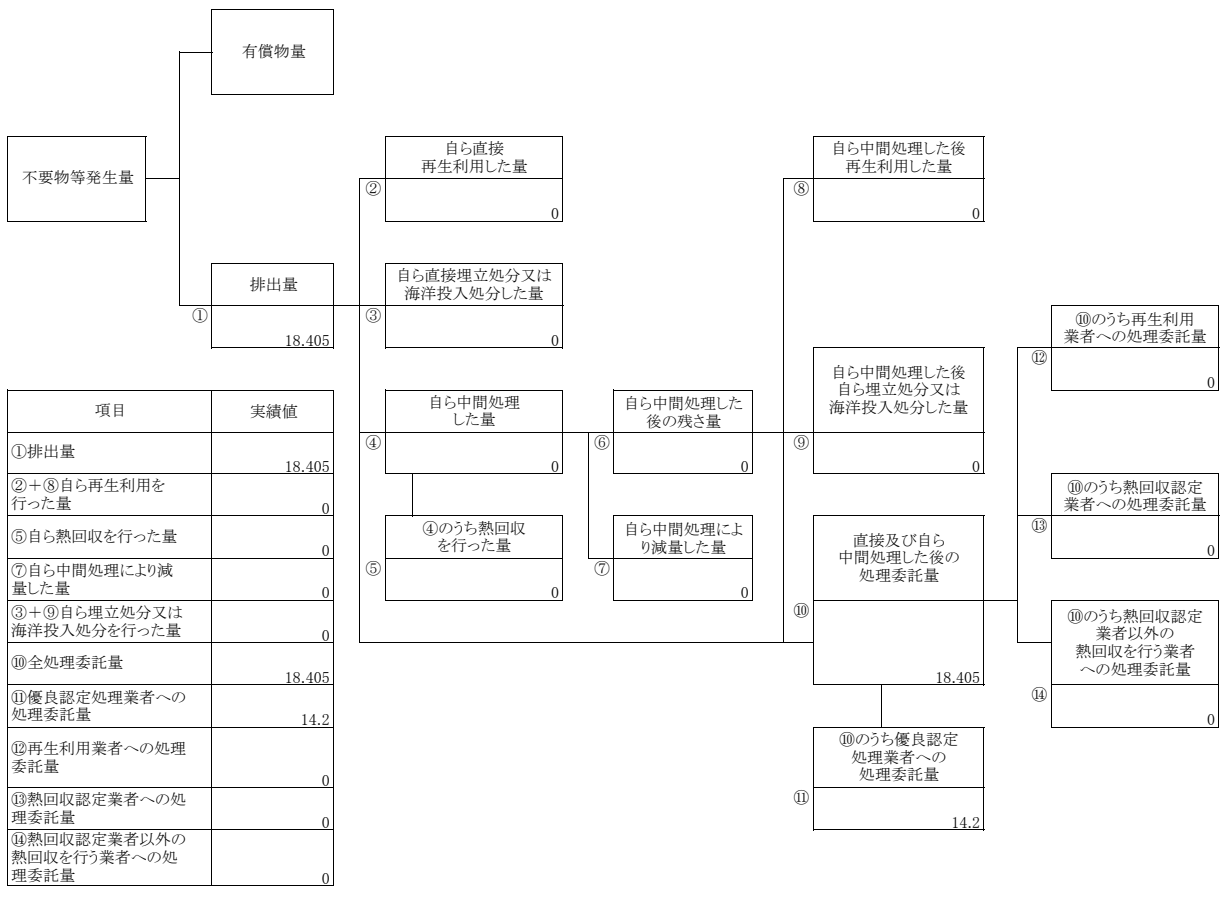 有償物量
不要物等発生量
排出量
①
18.405
自ら直接
再生利用した量
②
0
自ら直接埋立処分又は
海洋投入処分した量
③
0
自ら中間処理
した量
④
0
④のうち熱回収
を行った量
⑤
0
自ら中間処理した
後の残さ量
⑥
0
自ら中間処理によ
り減量した量
⑦
0
自ら中間処理した後
再生利用した量
⑧
0
自ら中間処理した後
自ら埋立処分又は
海洋投入処分した量
⑨
0
直接及び自ら
中間処理した後の
処理委託量
⑩
18.405
⑩のうち優良認定
処理業者への
処理委託量
⑪
14.2
⑩のうち再生利用
業者への処理委託量
⑫
0
⑩のうち熱回収認定
業者への処理委託量
⑬
0
⑩のうち熱回収認定
業者以外の
熱回収を行う業者
への処理委託量
⑭
0
項目 実績値
①排出量
18.405
②+⑧自ら再生利用を
行った量
0
⑤自ら熱回収を行った量
0
⑦自ら中間処理により減
量した量
0
③+⑨自ら埋立処分又は
海洋投入処分を行った量
0
⑩全処理委託量
18.405
⑪優良認定処理業者への
処理委託量
14.2
⑫再生利用業者への処理
委託量
0
⑬熱回収認定業者への処
理委託量
0
⑭熱回収認定業者以外の
熱回収を行う業者への処
理委託量
0